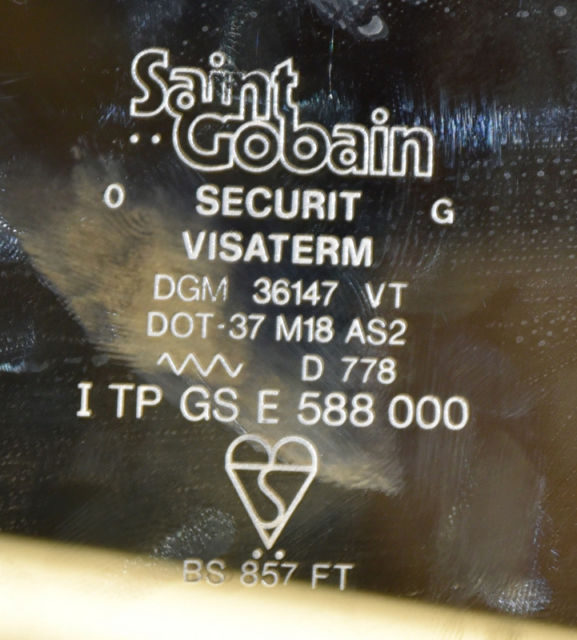 Saint
Gobain
O SECURIT G
VISATERM
DGM 36147 VT
DOT-37 M18 AS2
D 778
I TP GS E 588 000
BS 857 FT